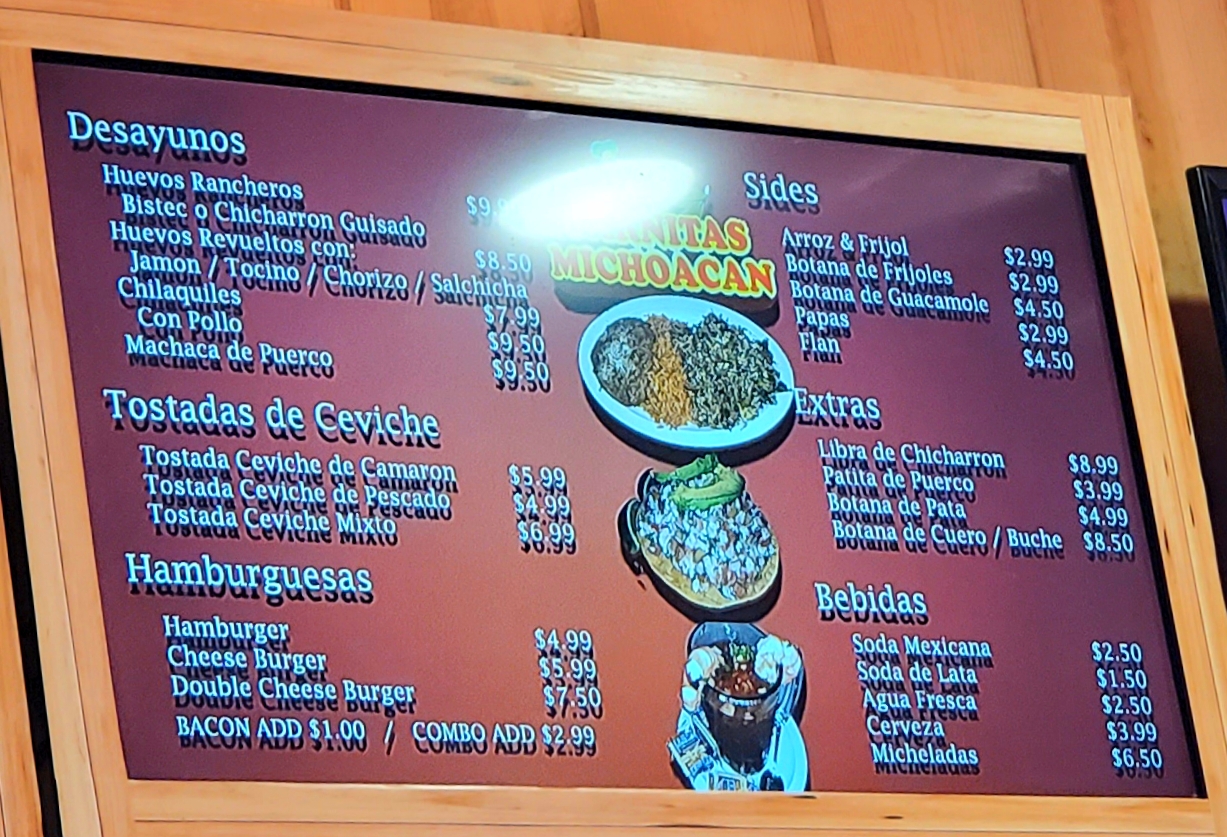 Desayunos
Huevos Rancheros
Bistec o Chicharron Guisado
Huevos Revueltos con: $8.50
Jamon / Tocino / Chorizo / Salchicha
Chilaquiles $7.99
Con Pollo $9.50
Machaca de Puerco $9.50
Tostadas de Ceviche
Tostada Ceviche de Camaron $5.99
Tostada Ceviche de Pescado $4.99
Tostada Ceviche Mixto $6.99
Hamburguesas
Hamburger $4.99
Cheese Burger $5.99
Double Cheese Burger $7.50
BACON ADD $1.00 / COMBO ADD $2.99
MICHOACAN
Sides
Arroz & Frijol $2.99
Botana de Frijoles $2.99
Botana de Guacamole $4.50
Papas $2.99
Flan $4.50
Extras
Libra de Chicharron $8.99
Patita de Puerco $3.99
Botana de Pata $4.99
Botana de Cuero / Buche $8.50
Bebidas
Soda Mexicana $2.50
Soda de Lata $1.50
Agua Fresca $2.50
Cerveza $3.99
Micheladas $6.50